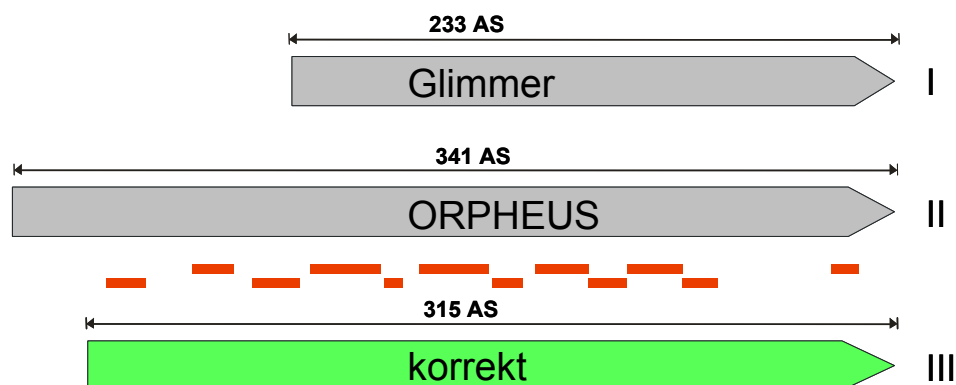 233 AS
Glimmer I
341 AS
ORPHEUS II
315 AS
korrekt III